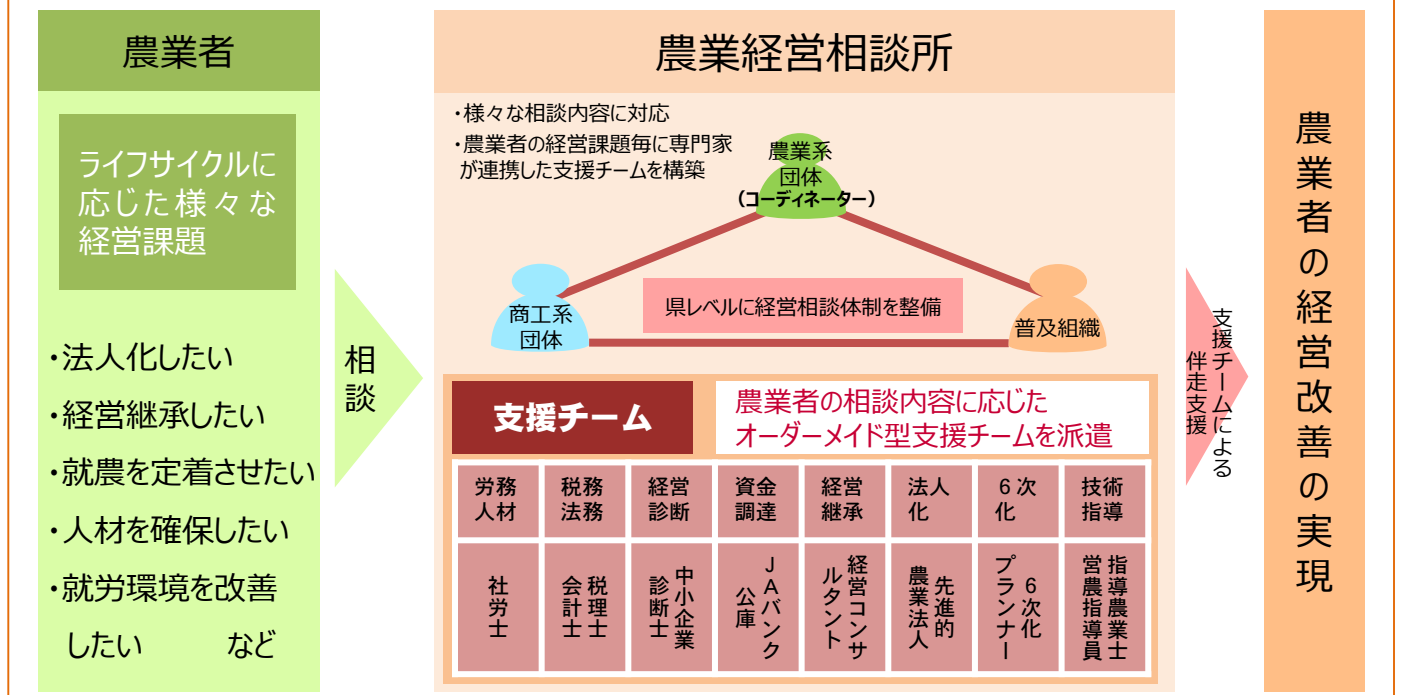 農業者
ライフサイクルに
応じた様々な
経営課題
・法人化したい
・経営継承したい
・就農を定着させたい
・人材を確保したい
・就労環境を改善
したい など
相談
農業経営相談所
・様々な相談内容に対応
・農業者の経営課題毎に専門家
が連携した支援チームを構築
農業系
団体
(コーディネーター)
商工系
団体
県レベルに経営相談体制を整備
普及組織
支援チーム
農業者の相談内容に応じた
オーダーメイド型支援チームを派遣
労務
人材
税務
法務
経営
診断
資金
調達
経営
継承
法人
化
6次
化
技術
指導
社労士
税理士
会計士
中小企業
診断士
JAバンク
公庫
経営コンサ
ルタント
先進的
農業法人
6次化
プランナー
指導農業士
営農指導員
支援チームによる
伴走支援
農業者の経営改善の実現